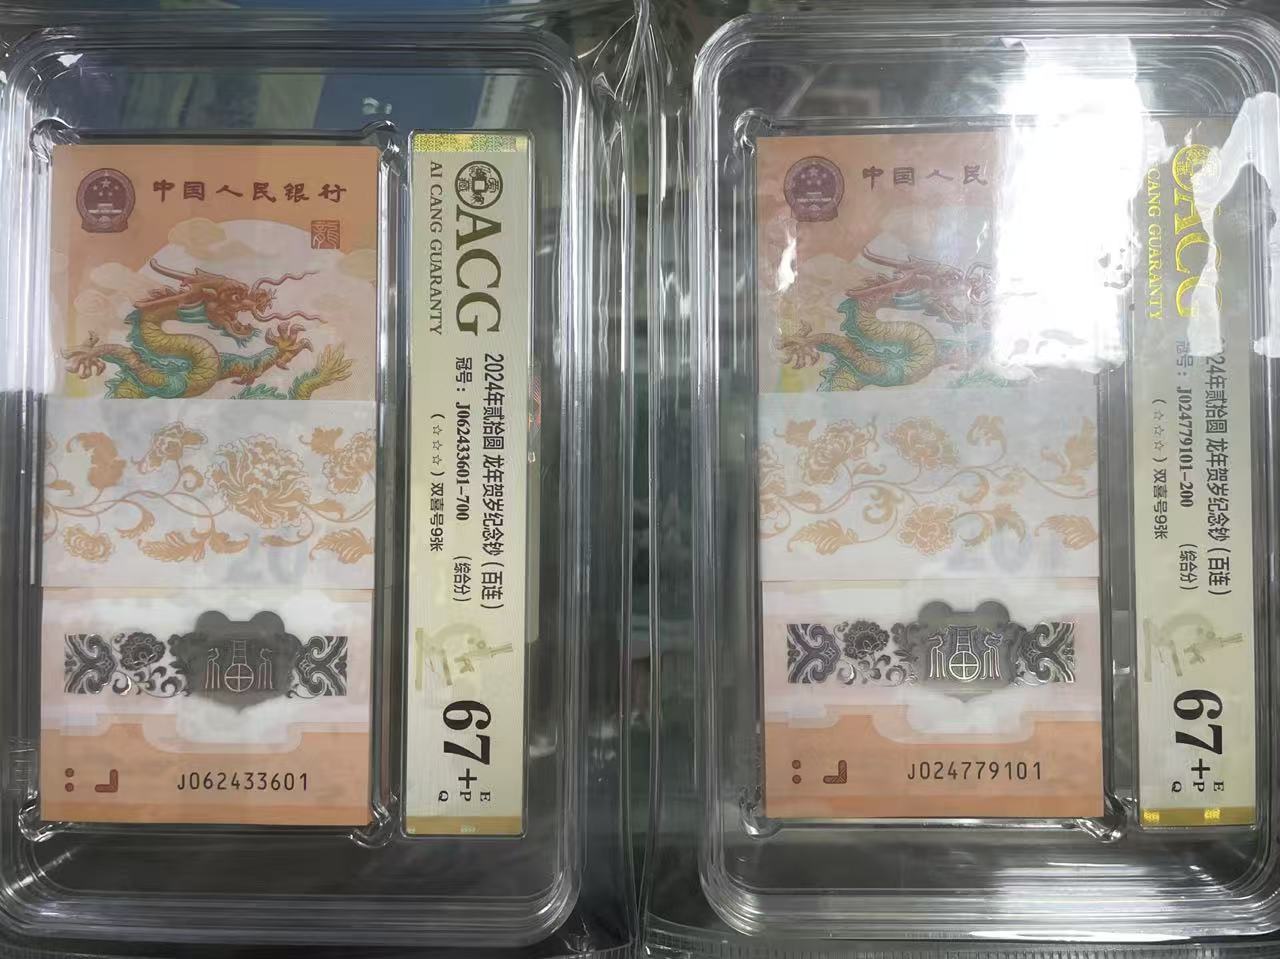 中国人民银行
龍
J062433601
ACG
AI CANG GUARANTY
2024年贰拾圆 龙年贺岁纪念钞（百连）
冠号：J062433601-700 （综合分）
（☆☆☆）双喜号9张
67+
E
P
Q
中国人民
J024779101
ACG
AI CANG GUARANTY
2024年贰拾圆 龙年贺岁纪念钞（百连）
冠号：J024779101-200 （综合分）
（☆☆☆）双喜号9张
67+
E
P
Q